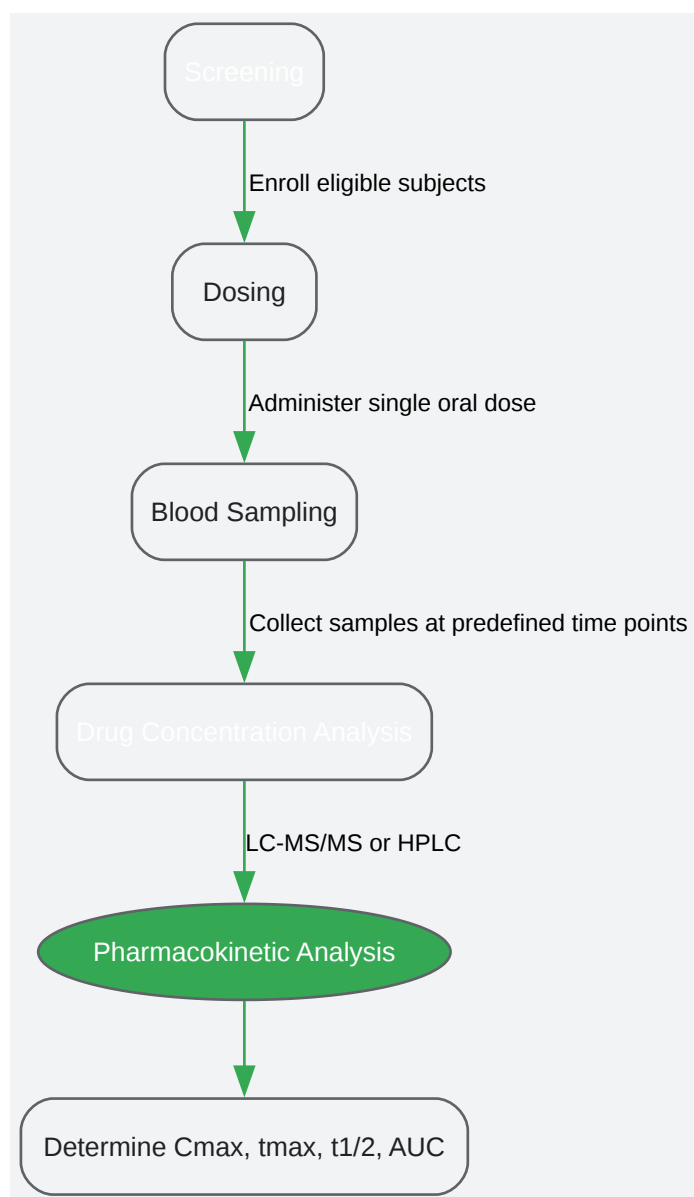 Screening
Enroll eligible subjects
Dosing
Administer single oral dose
Blood Sampling
Collect samples at predefined time points
Drug Concentration Analysis
LC-MS/MS or HPLC
Pharmacokinetic Analysis
Determine Cmax, tmax, t1/2, AUC